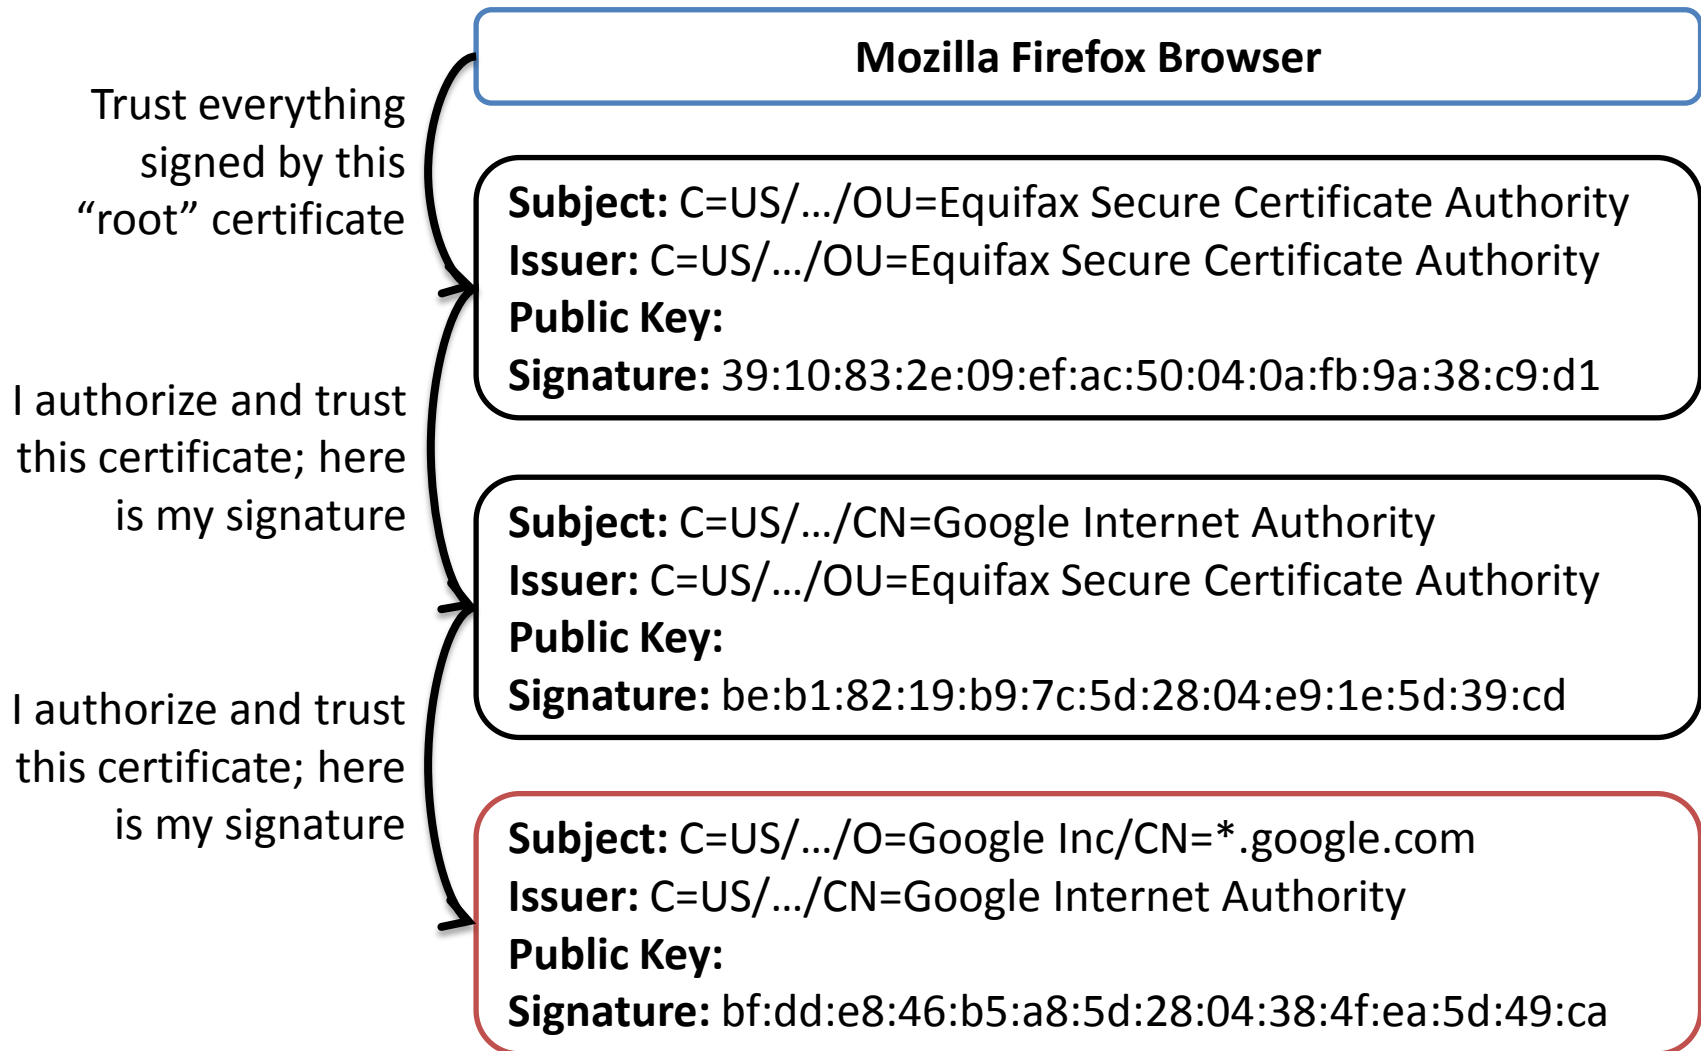 Mozilla Firefox Browser
Trust everything
signed by this
“root” certificate
Subject: C=US/.../OU=Equifax Secure Certificate Authority
Issuer: C=US/.../OU=Equifax Secure Certificate Authority
Public Key:
Signature: 39:10:83:2e:09:ef:ac:50:04:0a:fb:9a:38:c9:d1
I authorize and trust
this certificate; here
is my signature
Subject: C=US/.../CN=Google Internet Authority
Issuer: C=US/.../OU=Equifax Secure Certificate Authority
Public Key:
Signature: be:b1:82:19:b9:7c:5d:28:04:e9:1e:5d:39:cd
I authorize and trust
this certificate; here
is my signature
Subject: C=US/.../O=Google Inc/CN=*.google.com
Issuer: C=US/.../CN=Google Internet Authority
Public Key:
Signature: bf:dd:e8:46:b5:a8:5d:28:04:38:4f:ea:5d:49:ca